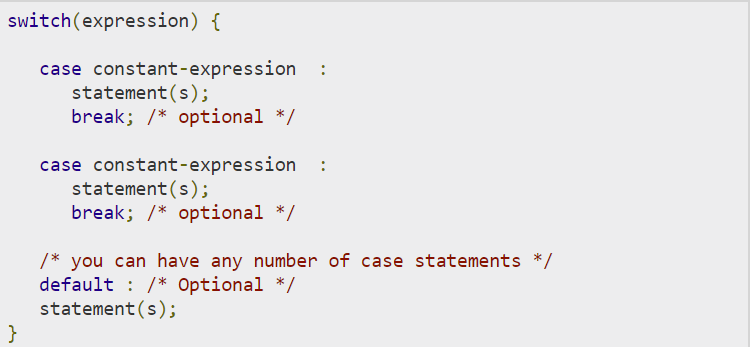 switch(expression) {
case constant-expression :
statement(s);
break; /* optional */
case constant-expression :
statement(s);
break; /* optional */
/* you can have any number of case statements */
default : /* Optional */
statement(s);
}